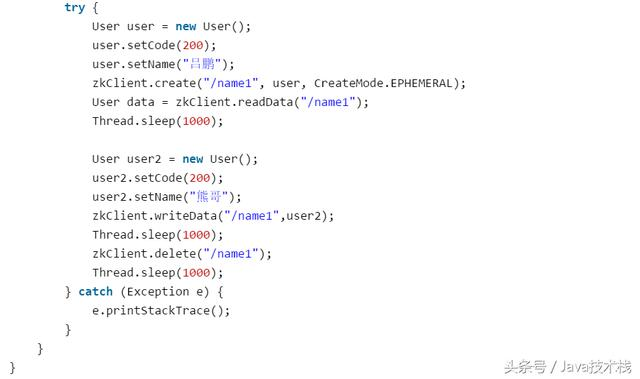 try {
User user = new User();
user.setCode(200);
user.setName("吕鹏");
zkClient.create("/name1", user, CreateMode.EPHEMERAL);
User data = zkClient.readData("/name1");
Thread.sleep(1000);
User user2 = new User();
user2.setCode(200);
user2.setName("熊哥");
zkClient.writeData("/name1",user2);
Thread.sleep(1000);
zkClient.delete("/name1");
Thread.sleep(1000);
} catch (Exception e) {
e.printStackTrace();
}
}
}
头条号 / Java技术栈